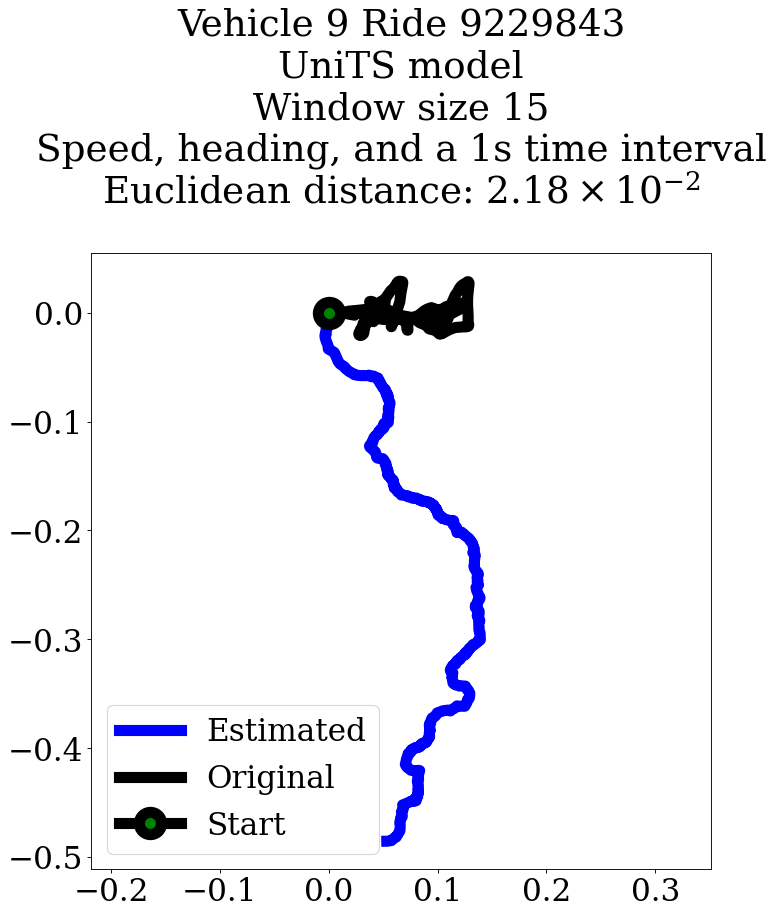 Vehicle 9 Ride 9229843
UniTS model
Window size 15
Speed, heading, and a 1s time interval
Euclidean distance: 2.18 × 10⁻²
0.0
−0.1
−0.2
−0.3
−0.4
−0.5
Estimated
Original
Start
−0.2 −0.1 0.0 0.1 0.2 0.3